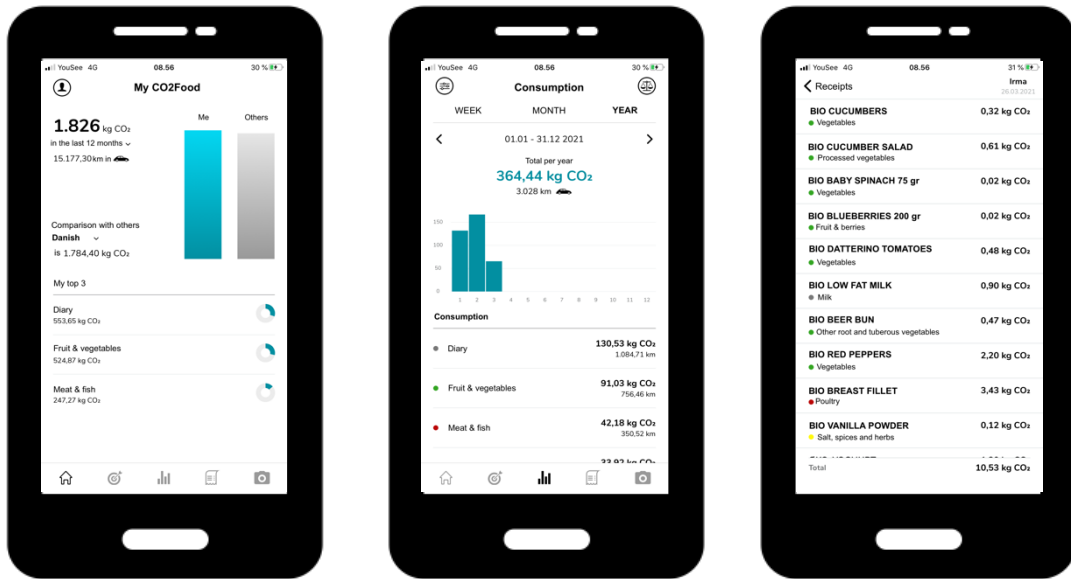 YouSee 4G 08.56 30 %
My CO2Food
1.826 kg CO₂
in the last 12 months
15.177,30 km in
Me Others
Comparison with others
Danish
is 1.784,40 kg CO₂
My top 3
Diary
553,65 kg CO₂
Fruit & vegetables
524,87 kg CO₂
Meat & fish
247,27 kg CO₂
YouSee 4G 08.56 30 %
Consumption
WEEK MONTH YEAR
01.01 - 31.12 2021
Total per year
364,44 kg CO₂
3.028 km
150
100
50
0
1 2 3 4 5 6 7 8 9 10 11 12
Consumption
Diary 130,53 kg CO₂
1.084,71 km
Fruit & vegetables 91,03 kg CO₂
756,46 km
Meat & fish 42,18 kg CO₂
350,52 km
33,92 kg CO₂
YouSee 4G 08.56 31 %
Receipts Irma
26.03.2021
BIO CUCUMBERS 0,32 kg CO₂
Vegetables
BIO CUCUMBER SALAD 0,61 kg CO₂
Processed vegetables
BIO BABY SPINACH 75 gr 0,02 kg CO₂
Vegetables
BIO BLUEBERRIES 200 gr 0,02 kg CO₂
Fruit & berries
BIO DATTERINO TOMATOES 0,48 kg CO₂
Vegetables
BIO LOW FAT MILK 0,90 kg CO₂
Milk
BIO BEER BUN 0,47 kg CO₂
Other root and tuberous vegetables
BIO RED PEPPERS 2,20 kg CO₂
Vegetables
BIO BREAST FILLET 3,43 kg CO₂
Poultry
BIO VANILLA POWDER 0,12 kg CO₂
Salt, spices and herbs
Total 10,53 kg CO₂